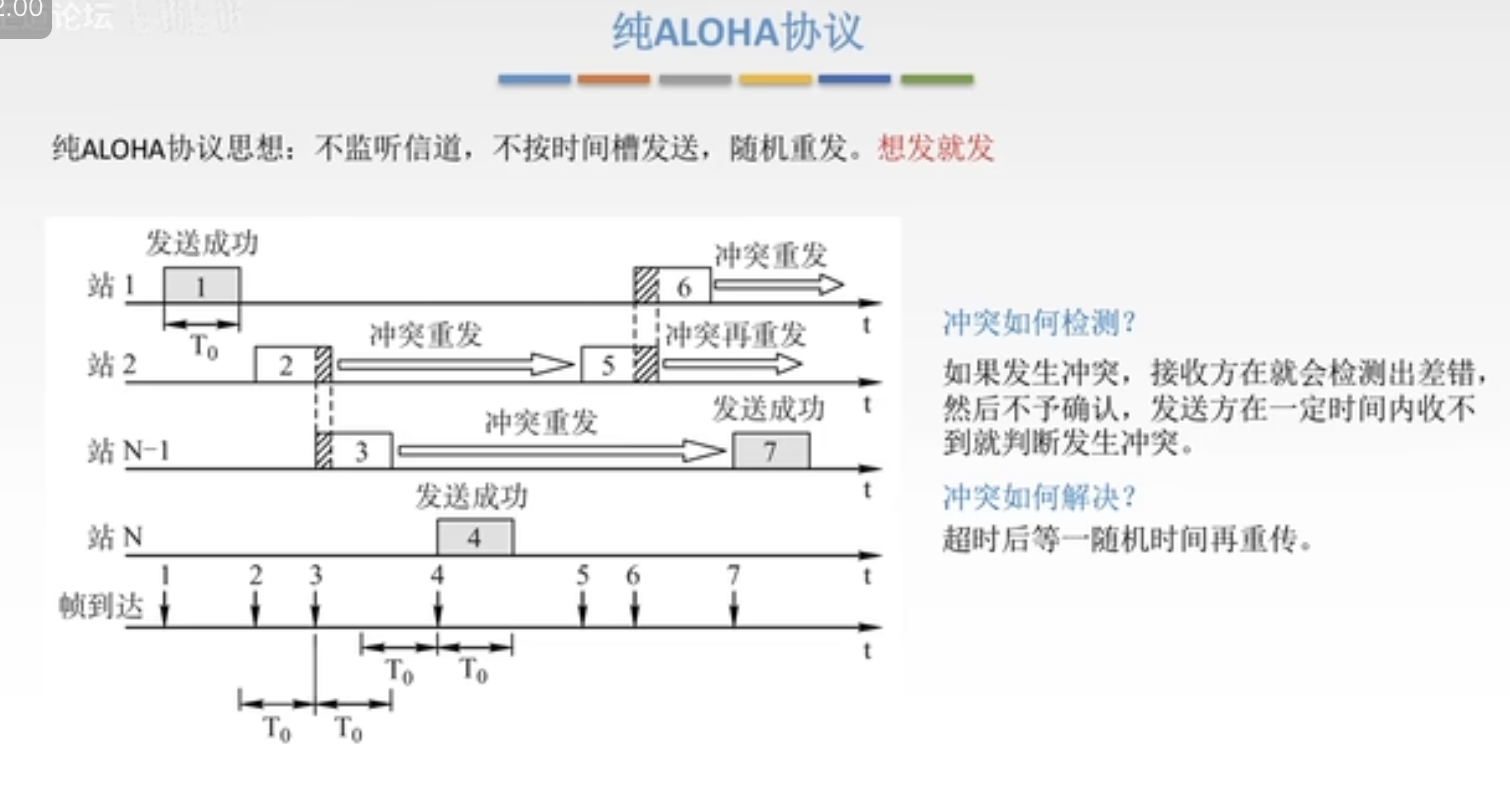 2.00
论坛
纯ALOHA协议
纯ALOHA协议思想：不监听信道，不按时间槽发送，随机重发。想发就发
发送成功
冲突重发
站 1
1
6
t
T₀
冲突重发
冲突再重发
站 2
2
5
t
冲突重发
发送成功
站 N-1
3
7
t
发送成功
站 N
4
t
1 2 3 4 5 6 7
帧到达
t
T₀ T₀
T₀ T₀
冲突如何检测？
如果发生冲突，接收方在就会检测出差错，
然后不予确认，发送方在一定时间内收不
到就判断发生冲突。
冲突如何解决？
超时后等一随机时间再重传。